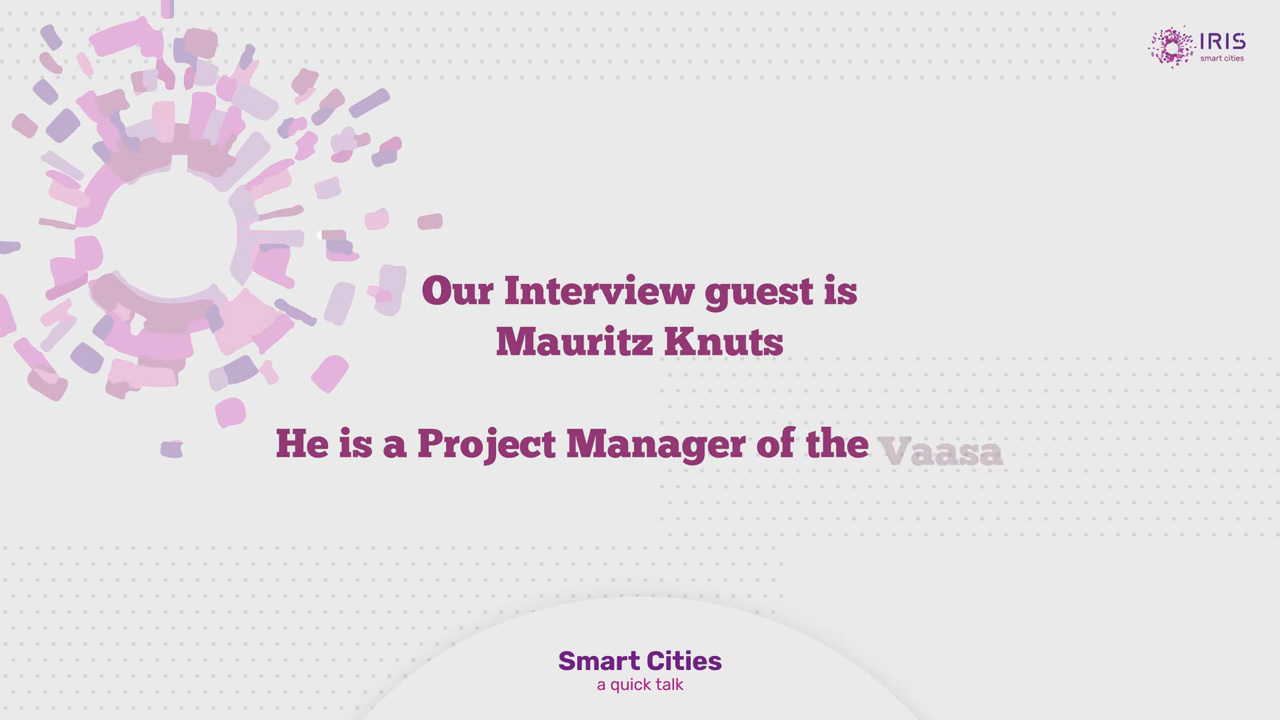 IRIS
smart cities
Our Interview guest is
Mauritz Knuts
He is a Project Manager of the Vaasa
Smart Cities
a quick talk